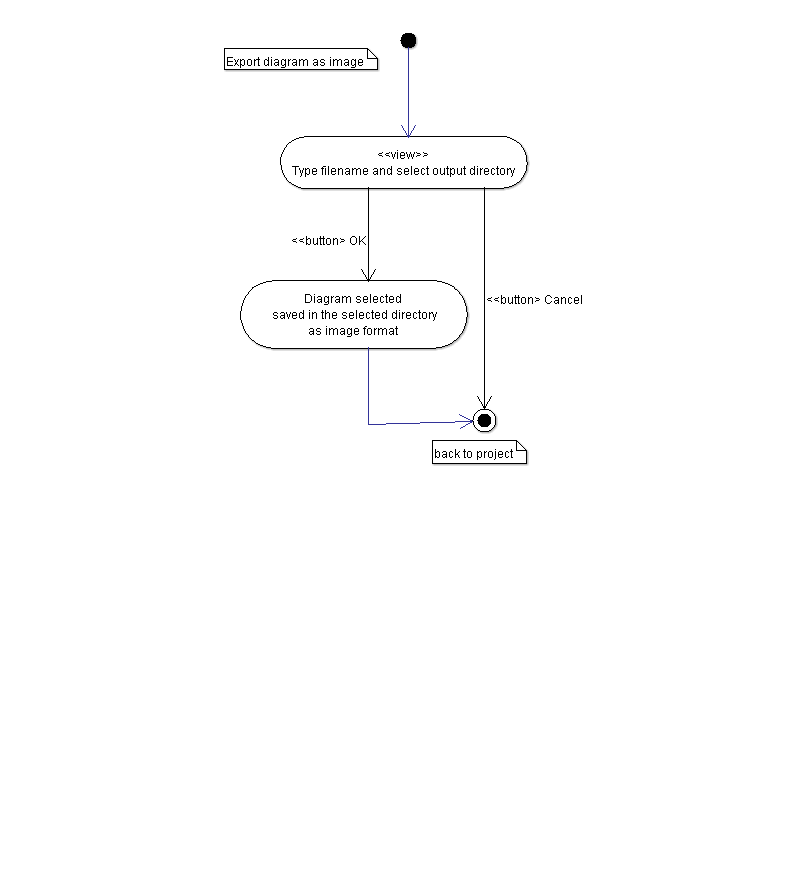 Export diagram as image
<<view>>
Type filename and select output directory
<<button> OK
<<button> Cancel
Diagram selected
saved in the selected directory
as image format
back to project